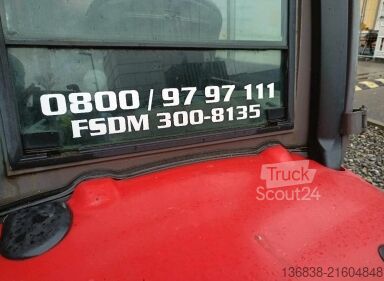 0800 / 97 97 111
FSDM 300-8135
Truck
Scout24
136838-21604848